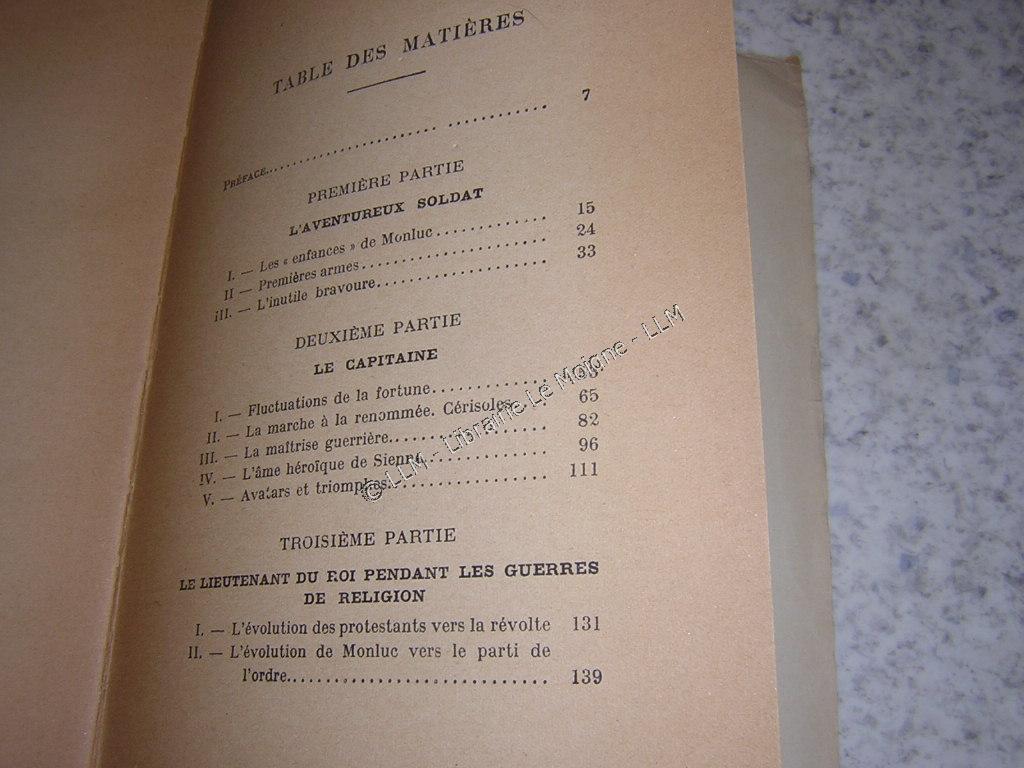 TABLE DES MATIÈRES
PRÉFACE.......................... ............ 7
PREMIÈRE PARTIE
L'AVENTUREUX SOLDAT
I. — Les « enfances » de Monluc............ 15
II — Premières armes.................... 24
III. — L'inutile bravoure.................. 33
DEUXIÈME PARTIE
LE CAPITAINE
I. — Fluctuations de la fortune............
II. — La marche à la renommée. Cérisoles.. 65
III. — La maîtrise guerrière................. 82
IV. — L'âme héroïque de Sienne............ 96
V. — Avatars et triomphes................. 111
TROISIÈME PARTIE
LE LIEUTENANT DU ROI PENDANT LES GUERRES
DE RELIGION
I. — L'évolution des protestants vers la révolte 131
II. — L'évolution de Monluc vers le parti de
l'ordre.............................. 139
© LLM - Librairie Le Mojone - LLM